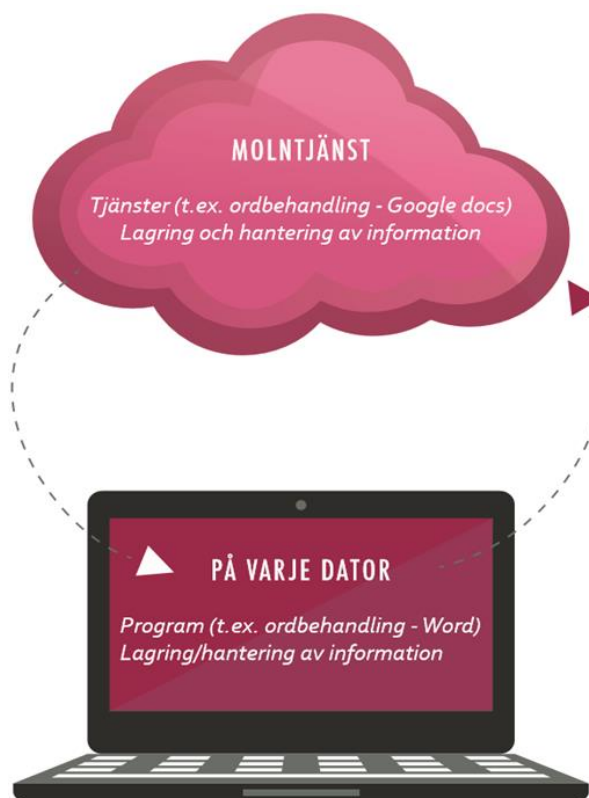 MOLNTJÄNST
Tjänster (t.ex. ordbehandling - Google docs)
Lagring och hantering av information
PÅ VARJE DATOR
Program (t.ex. ordbehandling - Word)
Lagring/hantering av information